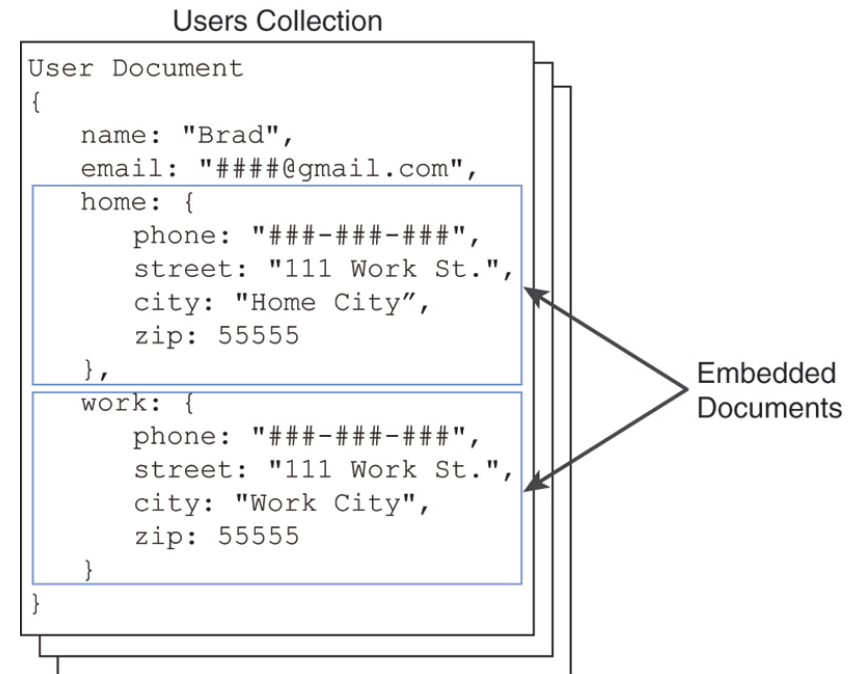 Users Collection
User Document
{
name: "Brad",
email: "####@gmail.com",
home: {
phone: "###-###-###",
street: "111 Work St.",
city: "Home City”,
zip: 55555
},
work: {
phone: "###-###-###",
street: "111 Work St.",
city: "Work City",
zip: 55555
}
}
Embedded
Documents